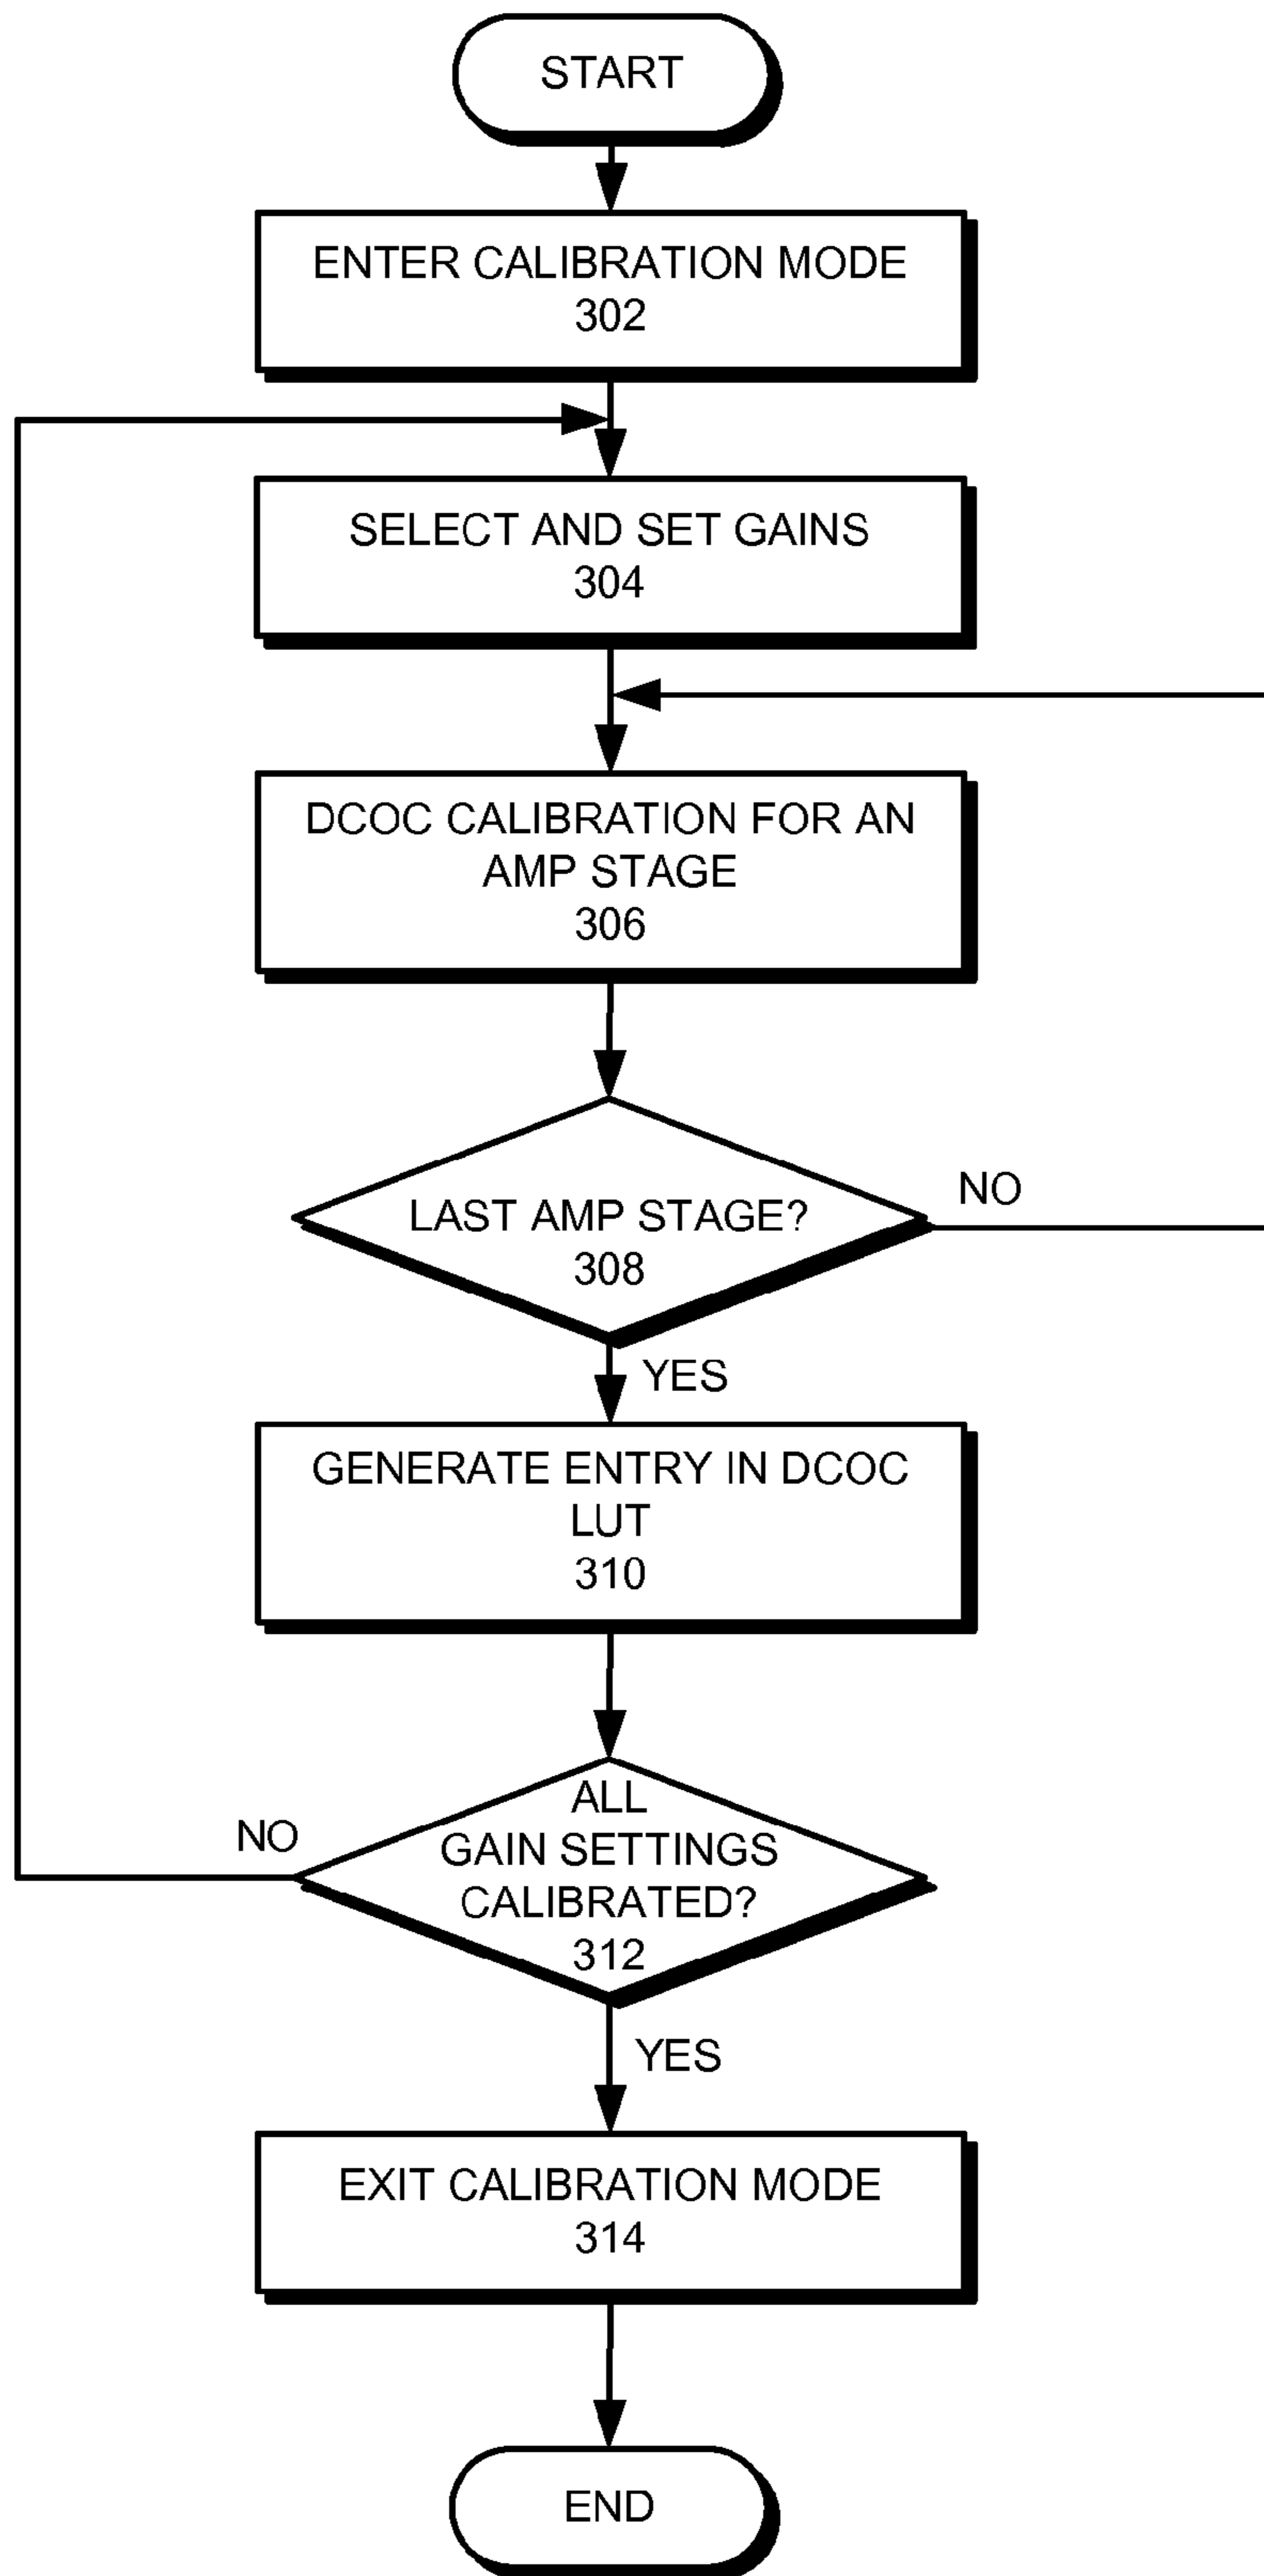 START
ENTER CALIBRATION MODE
302
SELECT AND SET GAINS
304
DCOC CALIBRATION FOR AN
AMP STAGE
306
LAST AMP STAGE?
308
NO
YES
GENERATE ENTRY IN DCOC
LUT
310
ALL
GAIN SETTINGS
CALIBRATED?
312
NO
YES
EXIT CALIBRATION MODE
314
END